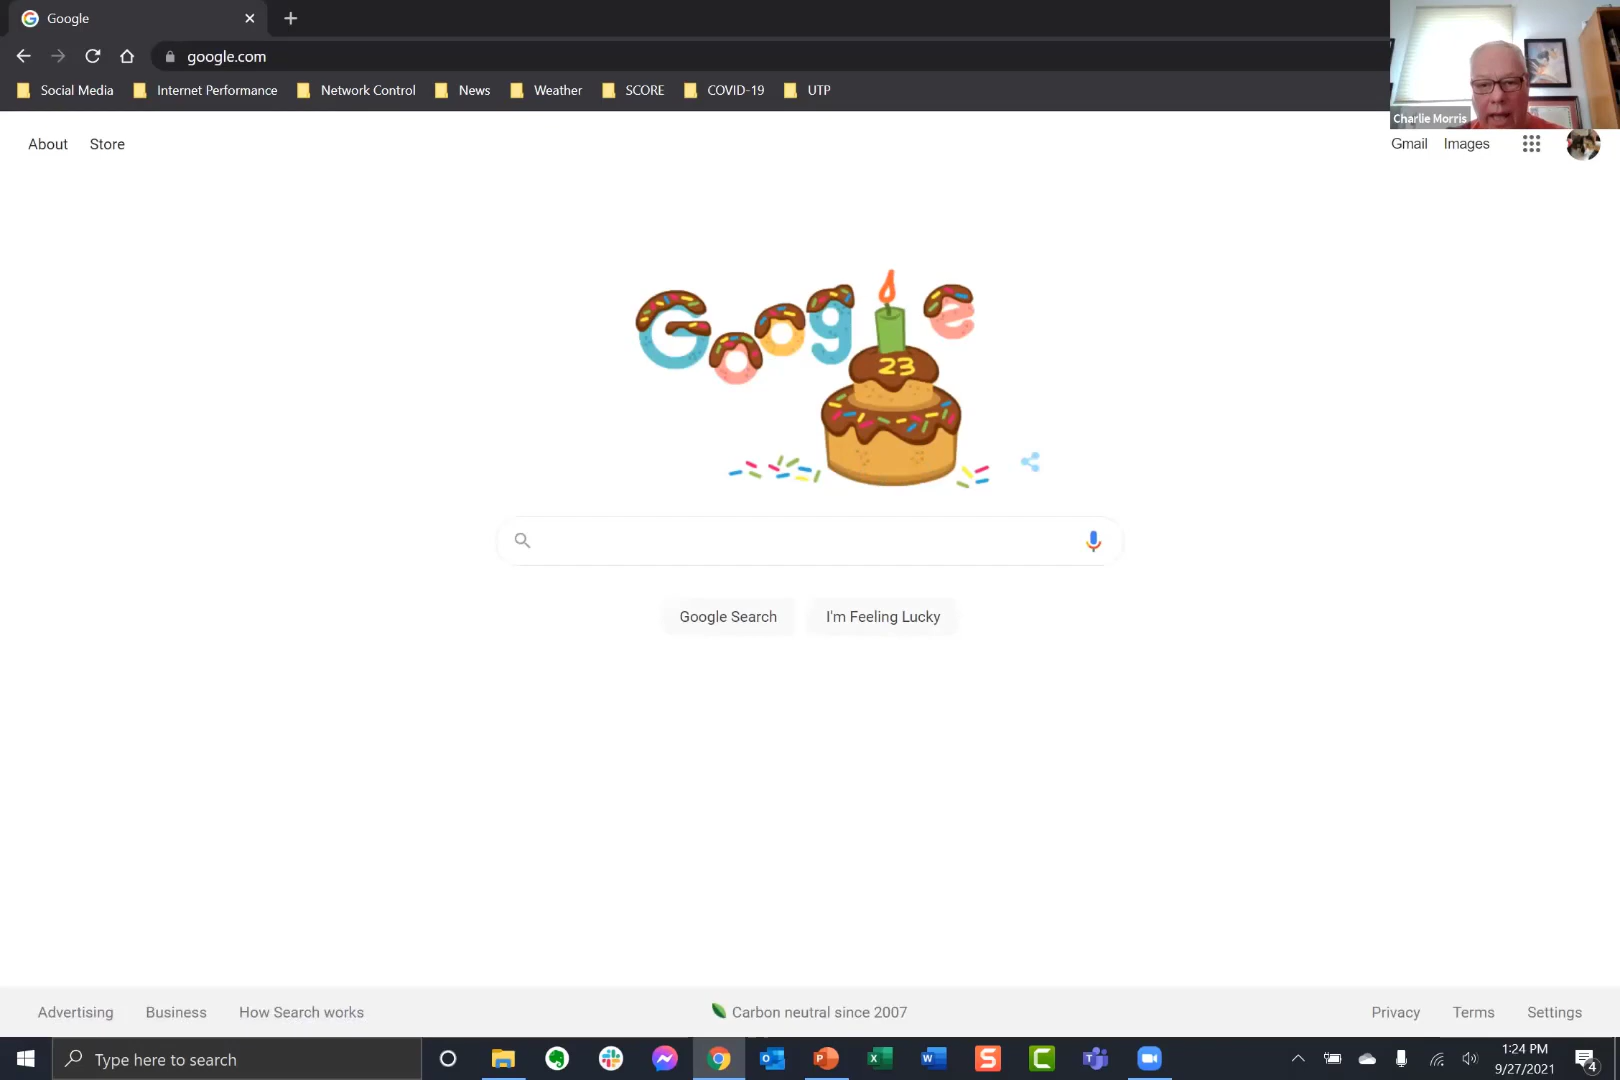 Google
google.com
Social Media
Internet Performance
Network Control
News
Weather
SCORE
COVID-19
UTP
Charlie Morris
About
Store
Gmail
Images
Google
23
Google Search
I'm Feeling Lucky
Advertising
Business
How Search works
Carbon neutral since 2007
Privacy
Terms
Settings
Type here to search
1:24 PM
9/27/2021
4